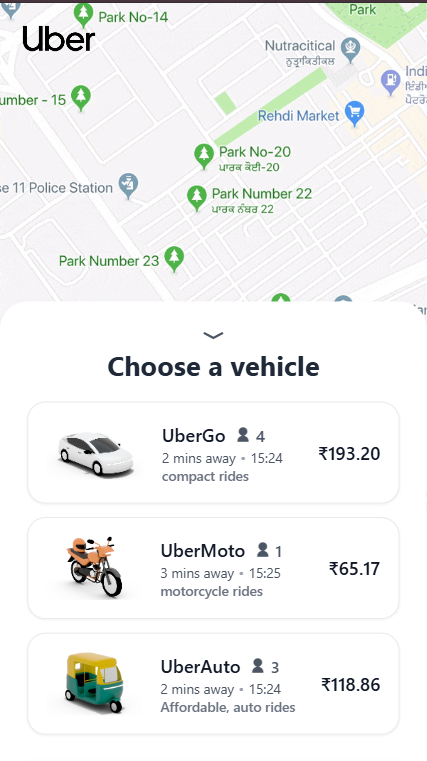 Park No-14
Park
Uber
Nutracitical
ਨੁਤ੍ਰਾਕਿਤੀਕਲ
umber - 15
Rehdi Market
Park No-20
ਪਾਰਕ ਕੋਈ-20
se 11 Police Station
Park Number 22
ਪਾਰਕ ਨੰਬਰ 22
Park Number 23
Choose a vehicle
UberGo 4
2 mins away • 15:24
compact rides
₹193.20
UberMoto 1
3 mins away • 15:25
motorcycle rides
₹65.17
UberAuto 3
2 mins away • 15:24
Affordable, auto rides
₹118.86